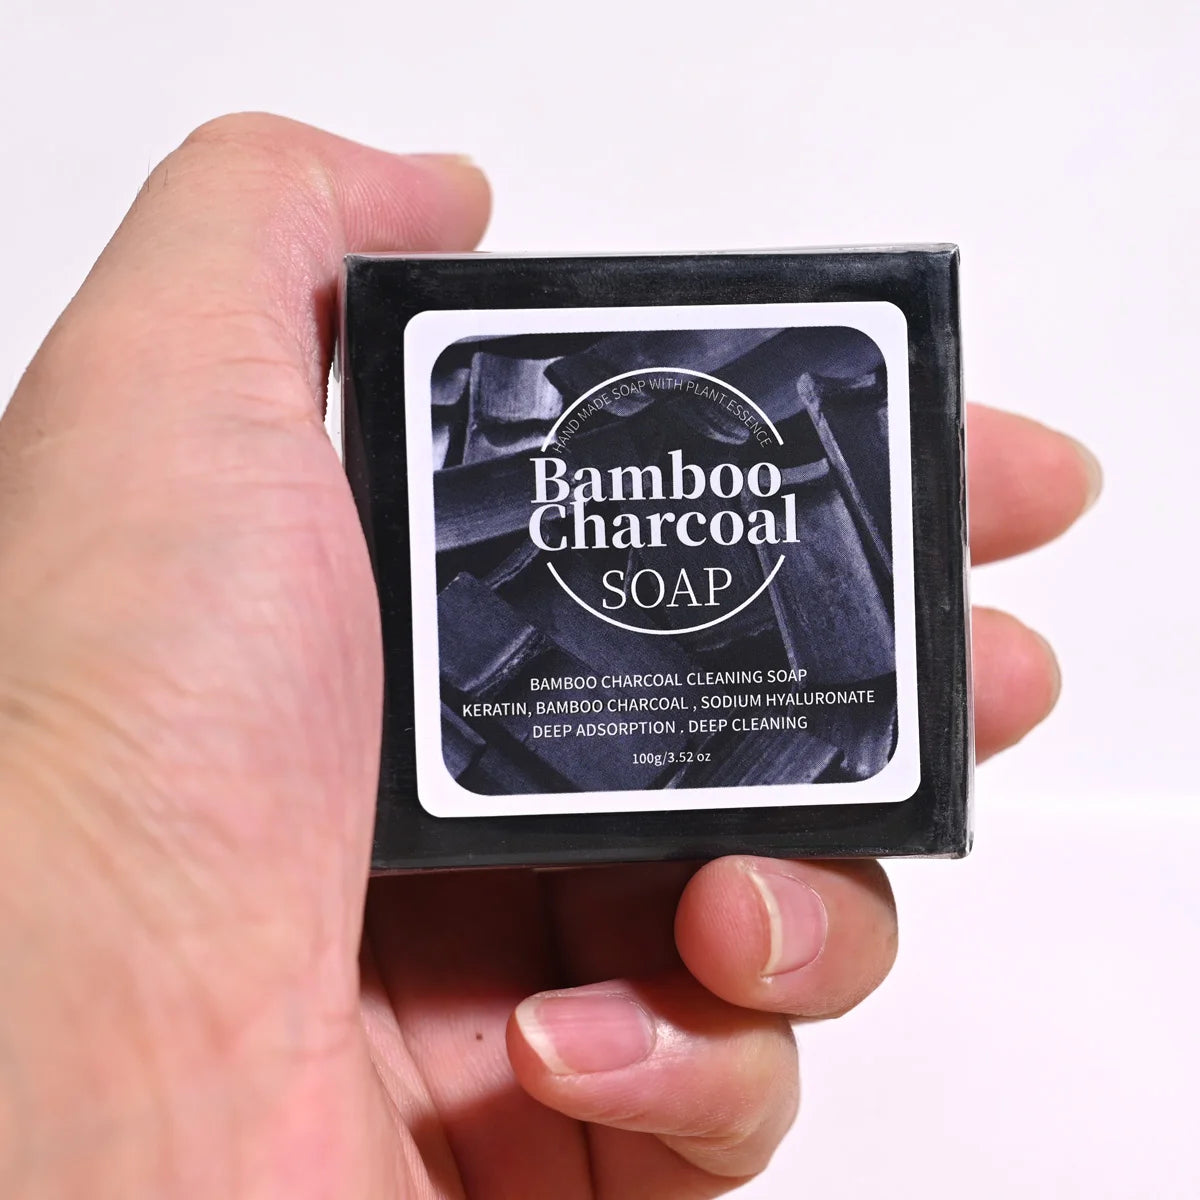 HAND MADE SOAP WITH PLANT ESSENCE
Bamboo
Charcoal
SOAP
BAMBOO CHARCOAL CLEANING SOAP
KERATIN, BAMBOO CHARCOAL , SODIUM HYALURONATE
DEEP ADSORPTION . DEEP CLEANING
100g/3.52 oz